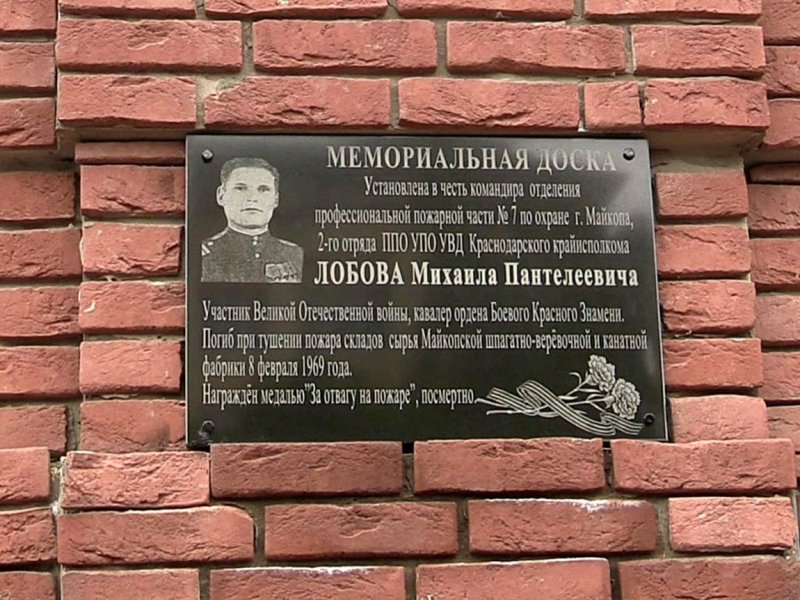 МЕМОРИАЛЬНАЯ ДОСКА
Установлена в честь командира отделения
профессиональной пожарной части № 7 по охране г. Майкопа,
2-го отряда ППО УПО УВД Краснодарского крайисполкома
ЛОБОВА Михаила Пантелеевича
Участник Великой Отечественной войны, кавалер ордена Боевого Красного Знамени.
Погиб при тушении пожара складов сырья Майкопской шпагатно-верёвочной и канатной
фабрики 8 февраля 1969 года.
Награждён медалью"За отвагу на пожаре", посмертно